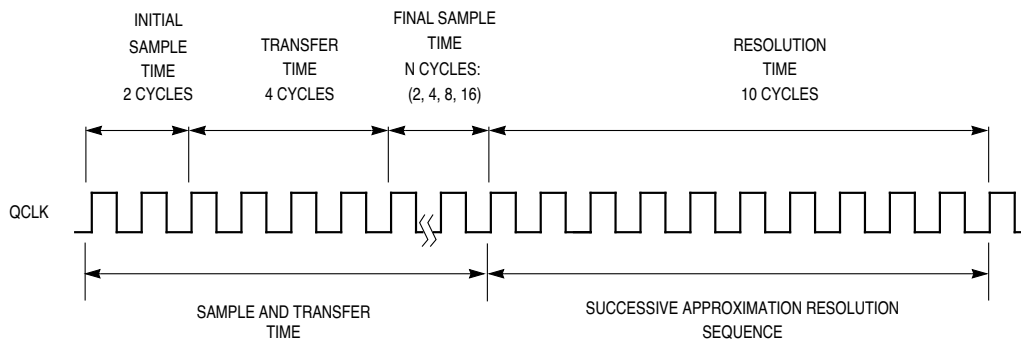 INITIAL
SAMPLE
TIME
2 CYCLES
TRANSFER
TIME
4 CYCLES
FINAL SAMPLE
TIME
N CYCLES:
(2, 4, 8, 16)
RESOLUTION
TIME
10 CYCLES
QCLK
SAMPLE AND TRANSFER
TIME
SUCCESSIVE APPROXIMATION RESOLUTION
SEQUENCE